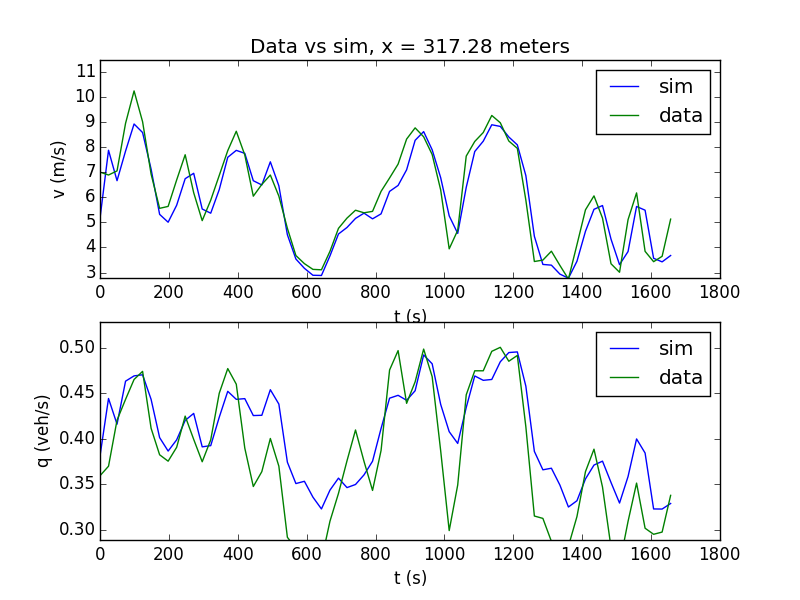 Data vs sim, x = 317.28 meters
11
10
9
8
7
6
5
4
3
v (m/s)
sim
data
0 200 400 600 800 1000 1200 1400 1600 1800
t (s)
0.50
0.45
0.40
0.35
0.30
q (veh/s)
sim
data
0 200 400 600 800 1000 1200 1400 1600 1800
t (s)